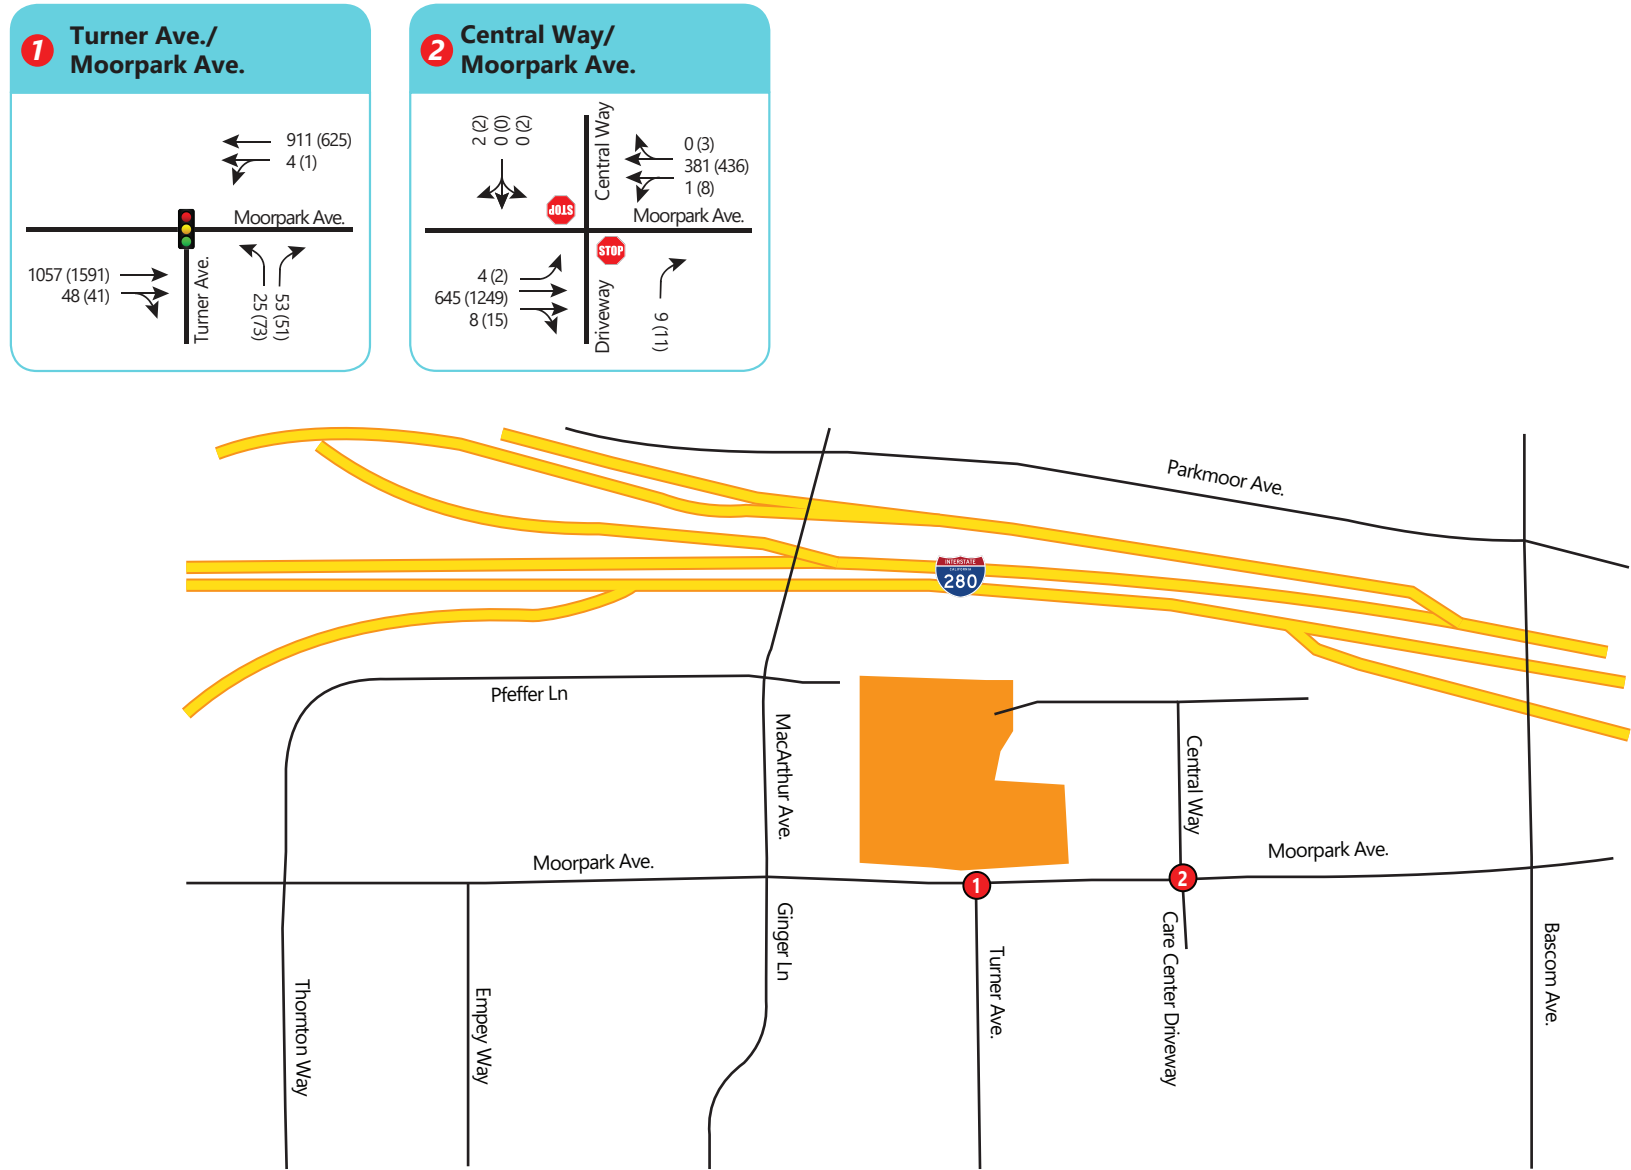 1
Turner Ave./
Moorpark Ave.
911 (625)
4 (1)
Moorpark Ave.
1057 (1591)
48 (41)
Turner Ave.
25 (73)
53 (51)
2
Central Way/
Moorpark Ave.
2 (2)
0 (0)
0 (2)
Central Way
0 (3)
381 (436)
1 (8)
STOP
Moorpark Ave.
STOP
4 (2)
645 (1249)
8 (15)
Driveway
9 (11)
Parkmoor Ave.
INTERSTATE
CALIFORNIA
280
Pfeffer Ln
MacArthur Ave.
Central Way
Moorpark Ave.
Moorpark Ave.
1
2
Ginger Ln
Turner Ave.
Care Center Driveway
Bascom Ave.
Thornton Way
Empey Way